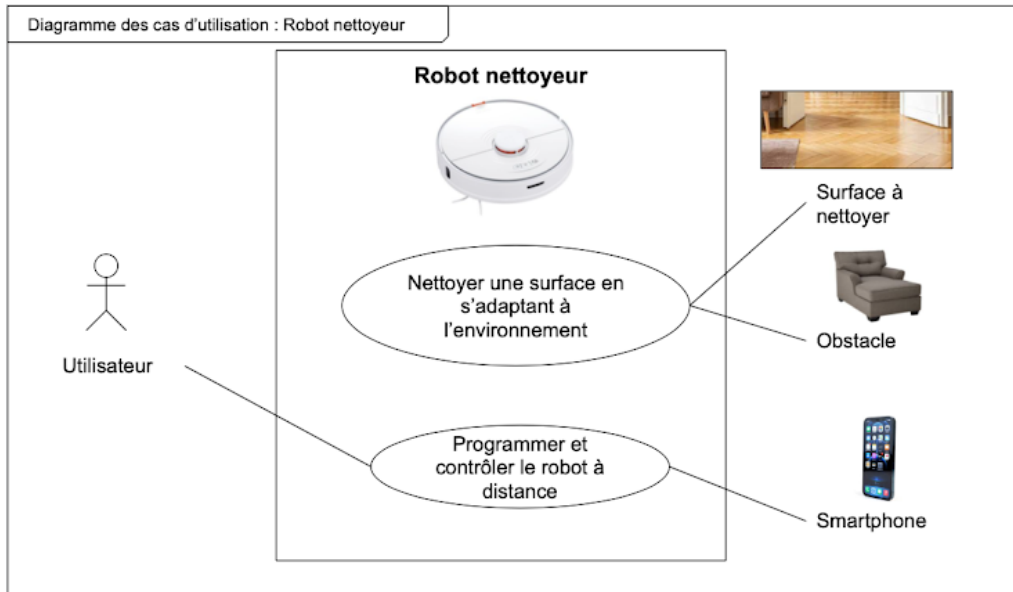 Diagramme des cas d'utilisation : Robot nettoyeur
Robot nettoyeur
Surface à
nettoyer
Nettoyer une surface en
s'adaptant à
l'environnement
Obstacle
Utilisateur
Programmer et
contrôler le robot à
distance
Smartphone